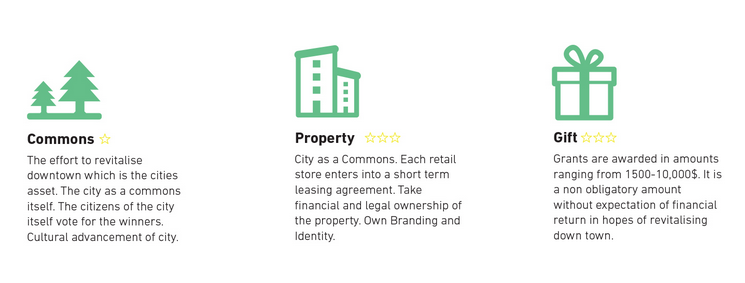 Commons ☆
The effort to revitalise
downtown which is the cities
asset. The city as a commons
itself. The citizens of the city
itself vote for the winners.
Cultural advancement of city.
Property ☆☆☆
City as a Commons. Each retail
store enters into a short term
leasing agreement. Take
financial and legal ownership of
the property. Own Branding and
Identity.
Gift ☆☆☆
Grants are awarded in amounts
ranging from 1500-10,000$. It is
a non obligatory amount
without expectation of financial
return in hopes of revitalising
down town.